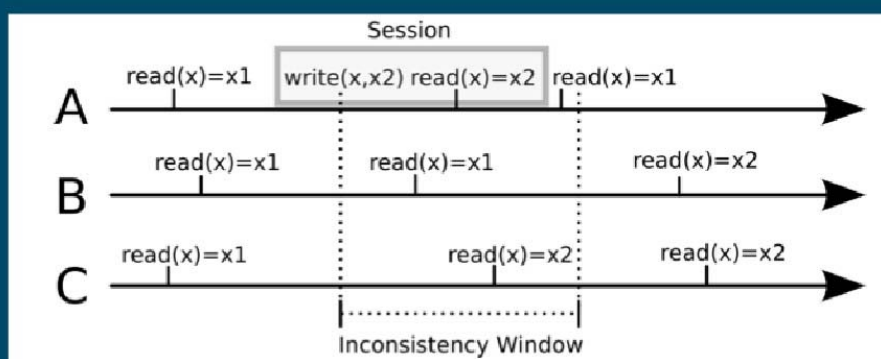 Session
read(x)=x1 write(x,x2) read(x)=x2 read(x)=x1
A
read(x)=x1 read(x)=x1 read(x)=x2
B
read(x)=x1 read(x)=x2 read(x)=x2
C
Inconsistency Window